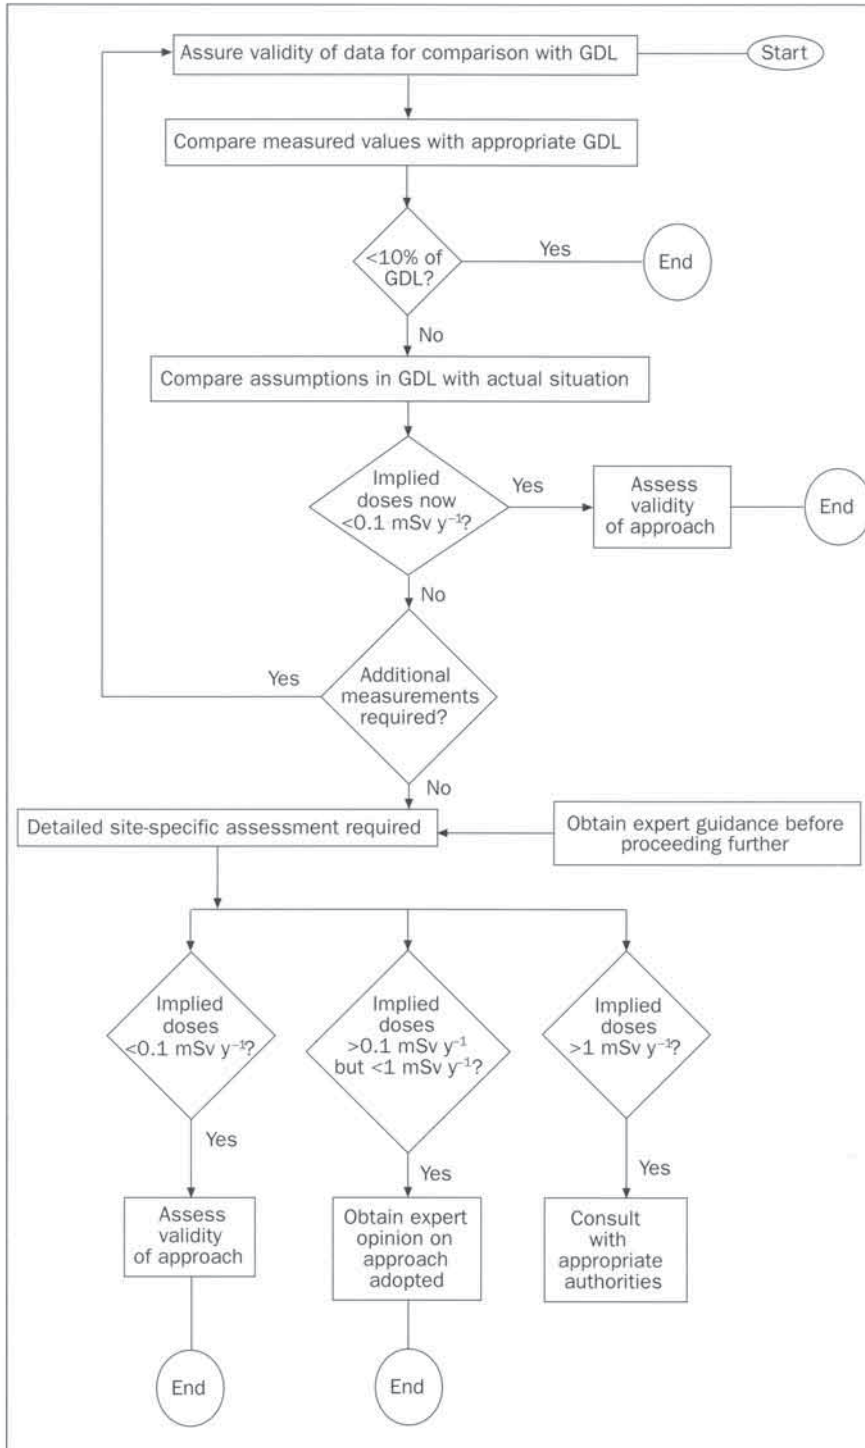 Assure validity of data for comparison with GDL
Start
Compare measured values with appropriate GDL
<10% of
GDL?
Yes
End
No
Compare assumptions in GDL with actual situation
Implied
doses now
<0.1 mSv y⁻¹?
Yes
Assess
validity
of approach
End
No
Yes
Additional
measurements
required?
No
Detailed site-specific assessment required
Obtain expert guidance before
proceeding further
Implied
doses
<0.1 mSv y⁻¹?
Implied
doses
>0.1 mSv y⁻¹
but <1 mSv y⁻¹?
Implied
doses
>1 mSv y⁻¹?
Yes
Yes
Yes
Assess
validity
of approach
Obtain expert
opinion on
approach
adopted
Consult
with
appropriate
authorities
End
End